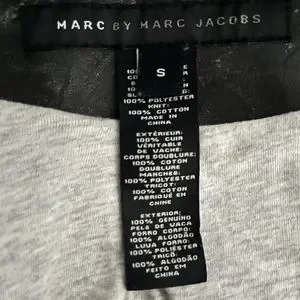 MARC BY MARC JACOBS
S
100% POLYESTER
KNIT:
100% COTTON
MADE IN
CHINA
EXTÉRIEUR:
100% CUIR
VÉRITABLE
DE VACHE:
CORPS DOUBLURE:
100% COTON
DOUBLURE
MANCHES:
100% POLYESTER
TRICOT:
100% COTON
FABRIQUÉ EN
CHINE
EXTERIOR:
100% GENUÍNO
PELE DE VACA
FORRO CORPO:
100% ALGODÃO
LUVA FORRO:
100% POLIÉSTER
TRICÔ:
100% ALGODÃO
FEITO EM
CHINA